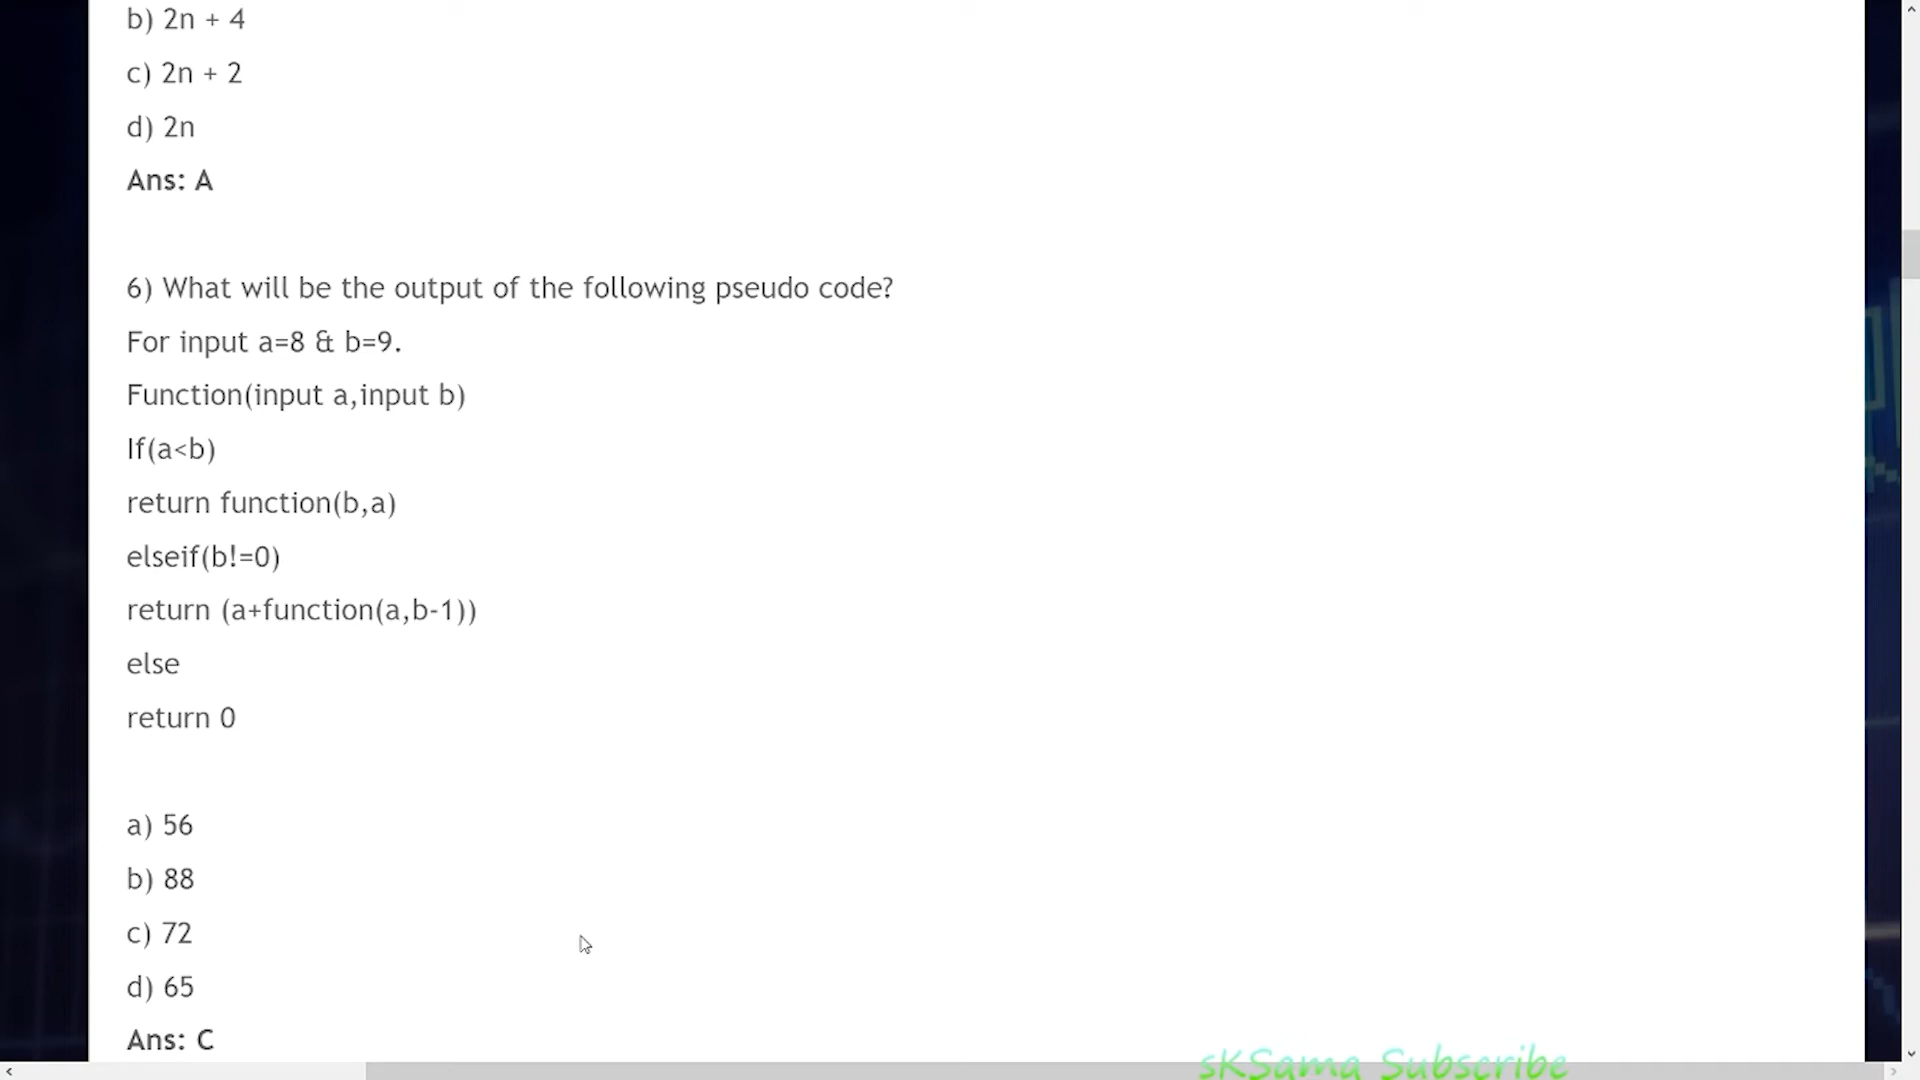 b) 2n + 4
c) 2n + 2
d) 2n
Ans: A
6) What will be the output of the following pseudo code?
For input a=8 & b=9.
Function(input a,input b)
If(a<b)
return function(b,a)
elseif(b!=0)
return (a+function(a,b-1))
else
return 0
a) 56
b) 88
c) 72
d) 65
Ans: C
sKSama Subscribe